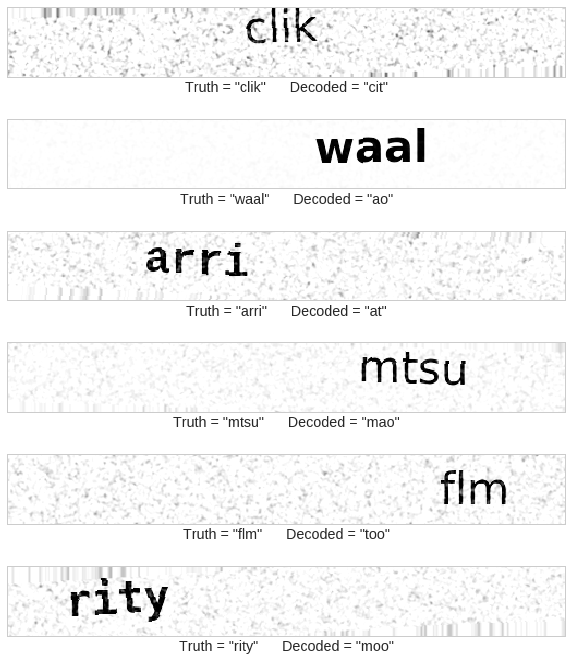 clik
Truth = "clik" Decoded = "cit"
waal
Truth = "waal" Decoded = "ao"
arri
Truth = "arri" Decoded = "at"
mtsu
Truth = "mtsu" Decoded = "mao"
flm
Truth = "flm" Decoded = "too"
rity
Truth = "rity" Decoded = "moo"